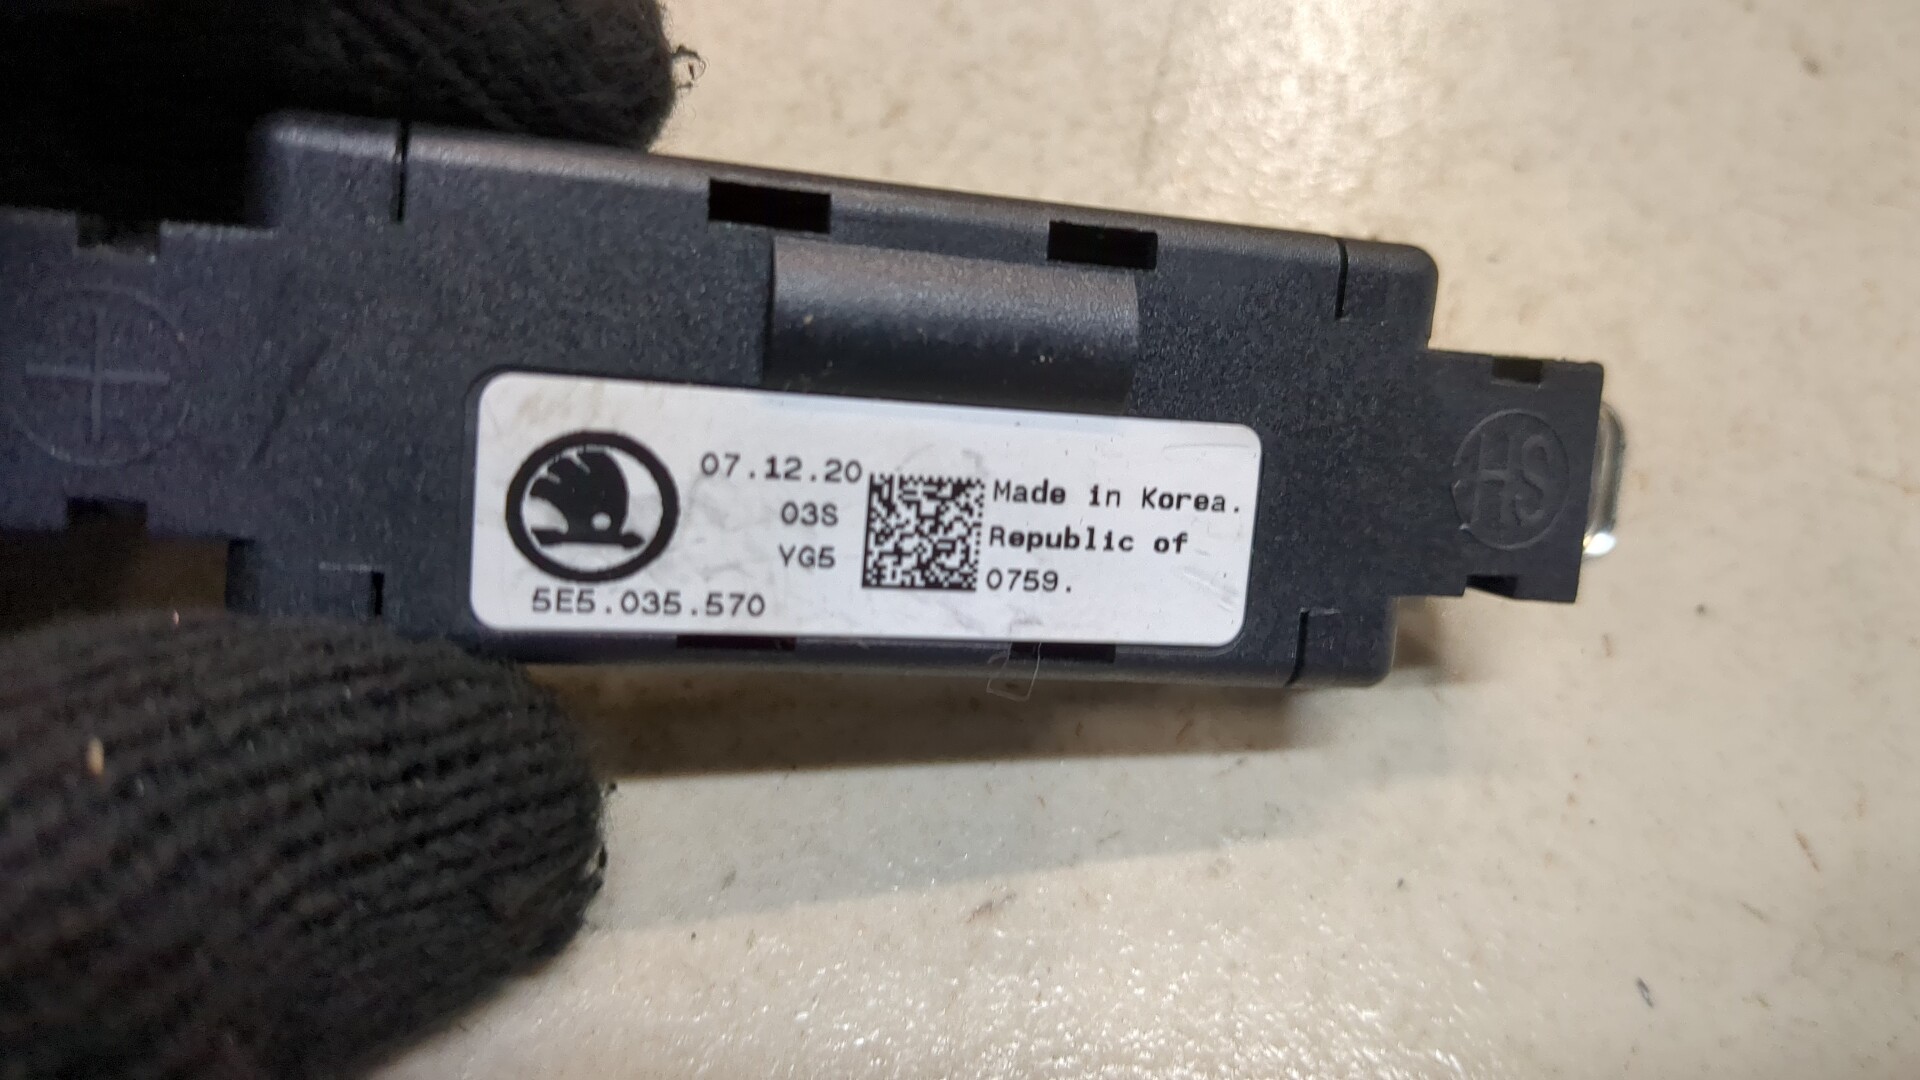 07.12.20
03S
YG5
5E5.035.570
Made in Korea.
Republic of
0759.
HS